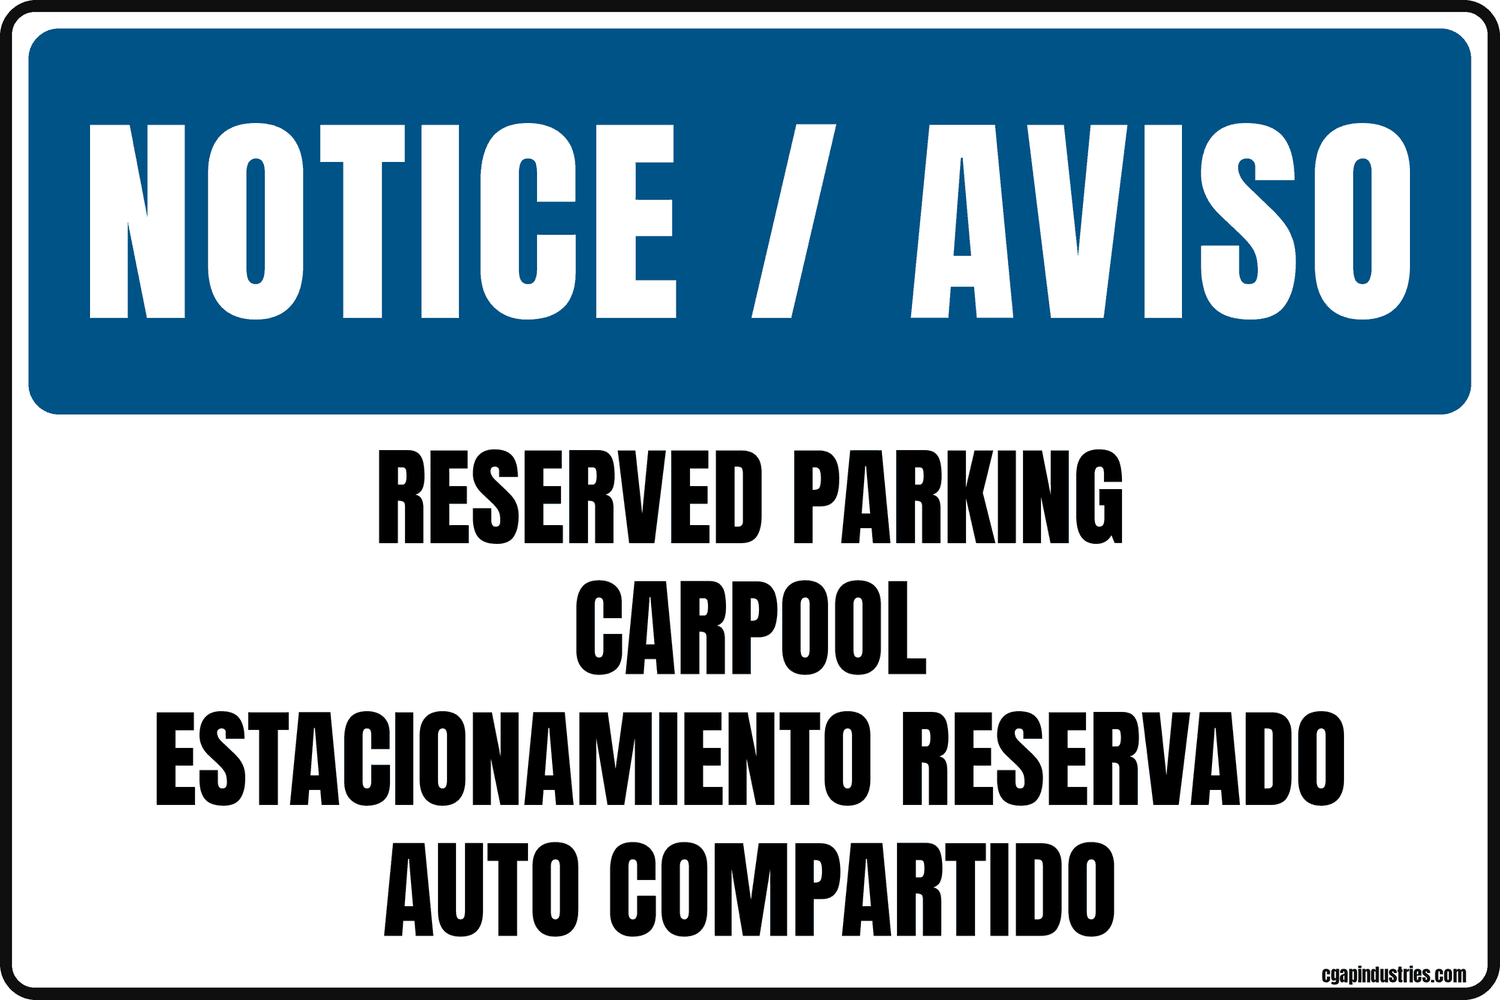 NOTICE / AVISO
RESERVED PARKING
CARPOOL
ESTACIONAMIENTO RESERVADO
AUTO COMPARTIDO
cgapindustries.com